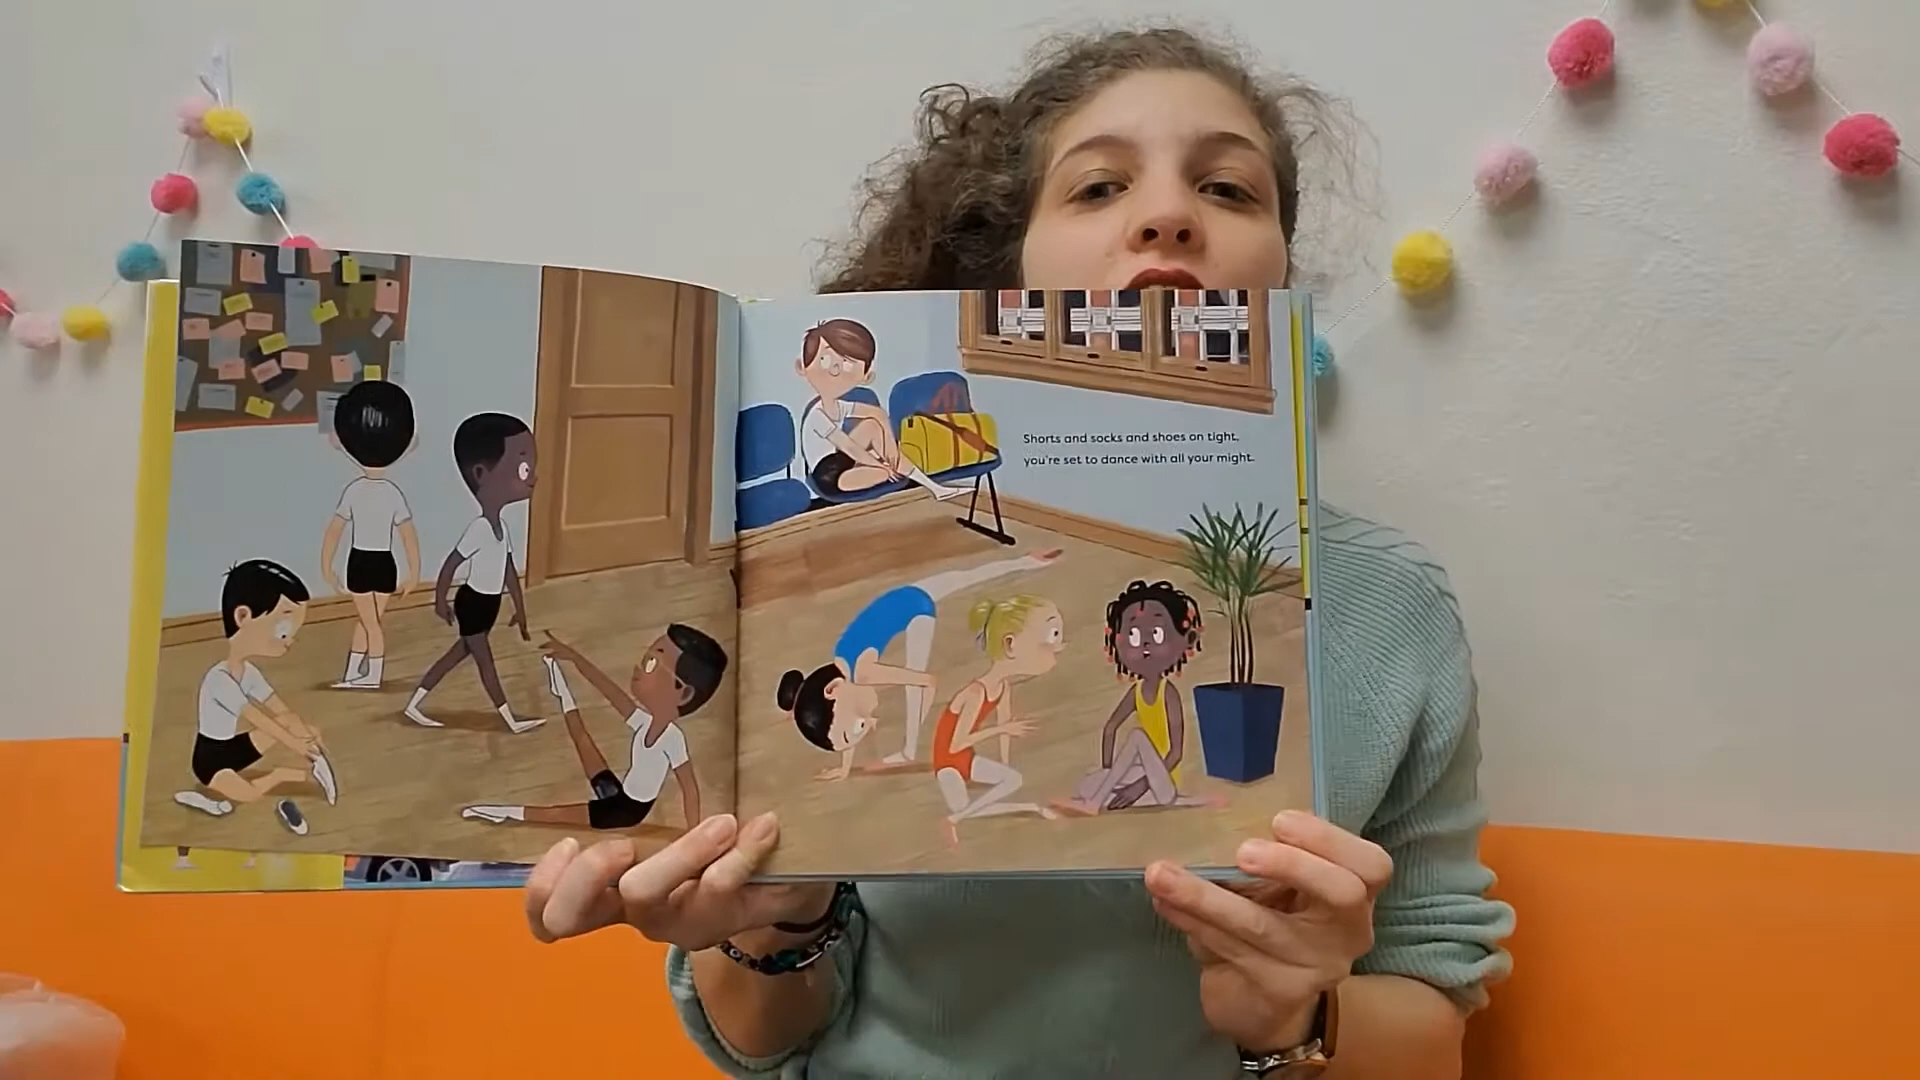 Shorts and socks and shoes on tight,
you're set to dance with all your might.